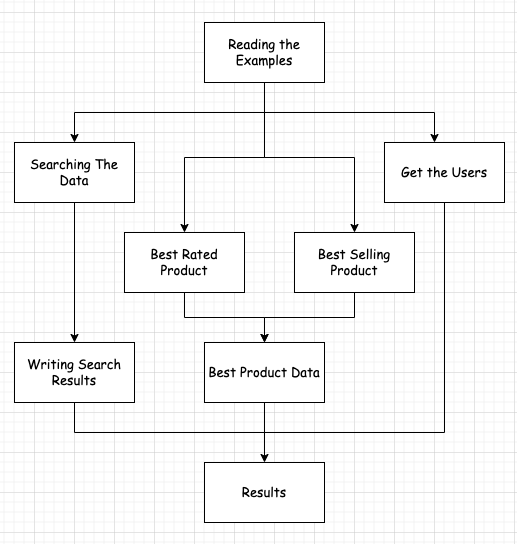 Reading the
Examples
Searching The
Data
Get the Users
Best Rated
Product
Best Selling
Product
Writing Search
Results
Best Product Data
Results